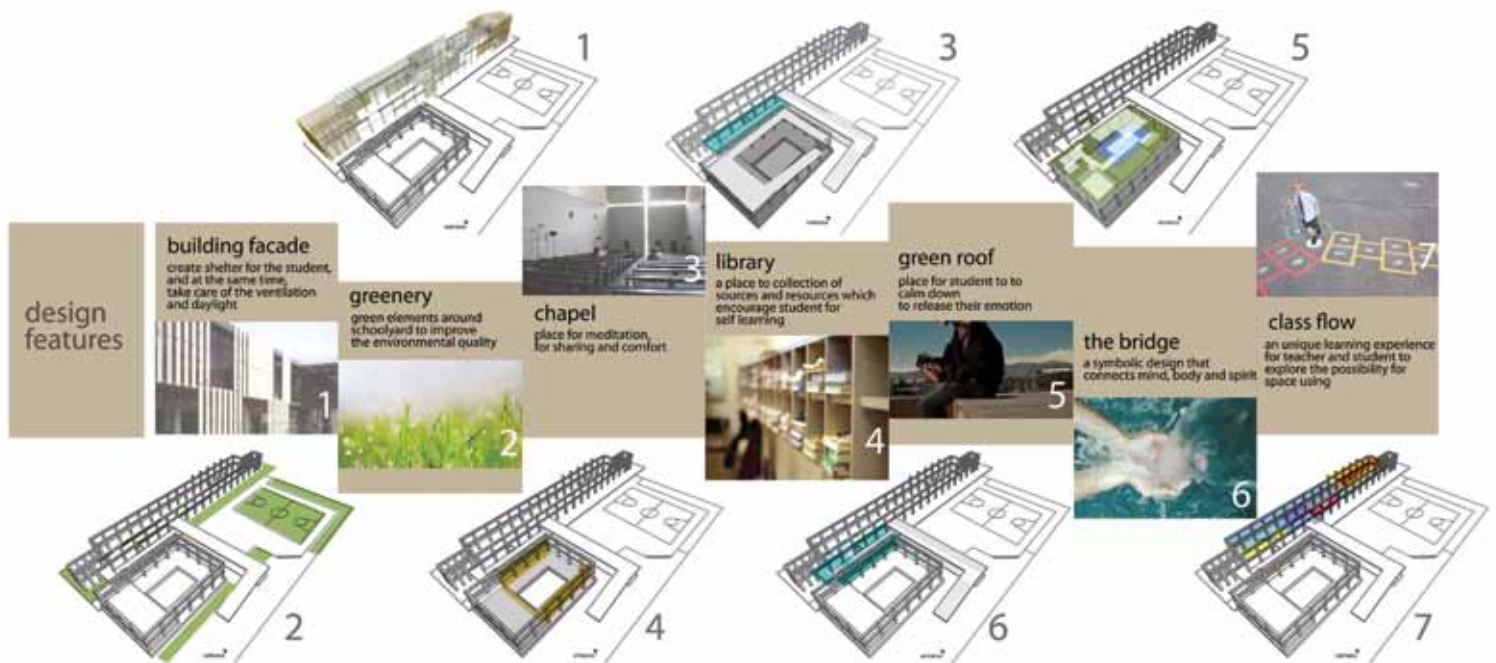 design
features
building facade
create shelter for the student,
and at the same time,
take care of the ventilation
and daylight
1
greenery
green elements around
schoolyard to improve
the environmental quality
2
3
chapel
place for meditation,
for sharing and comfort
library
a place to collection of
sources and resources which
encourage student for
self learning
4
green roof
place for student to to
calm down
to release their emotion
5
the bridge
a symbolic design that
connects mind, body and spirit
6
7
class flow
an unique learning experience
for teacher and student to
explore the possibility for
space using
1
3
5
2
4
6
7